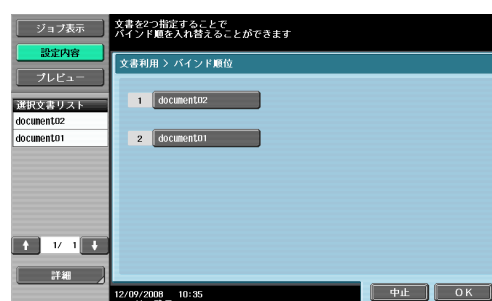 ジョブ表示
設定内容
プレビュー
選択文書リスト
document02
document01
1/ 1
詳細
文書を2つ指定することで
バインド順を入れ替えることができます
文書利用 > バインド順位
1 document02
2 document01
12/09/2008 10:35
中止
OK